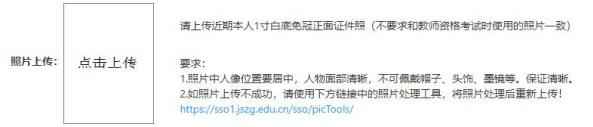 请上传近期本人1寸白底免冠正面证件照（不要求和教师资格考试时使用的照片一致）
照片上传：
点击上传
要求：
1.照片中人像位置要居中，人物面部清晰，不可佩戴帽子、头饰、墨镜等。保证清晰。
2.如照片上传不成功，请使用下方链接中的照片处理工具，将照片处理后重新上传！
https://sso1.jszg.edu.cn/sso/picTools/